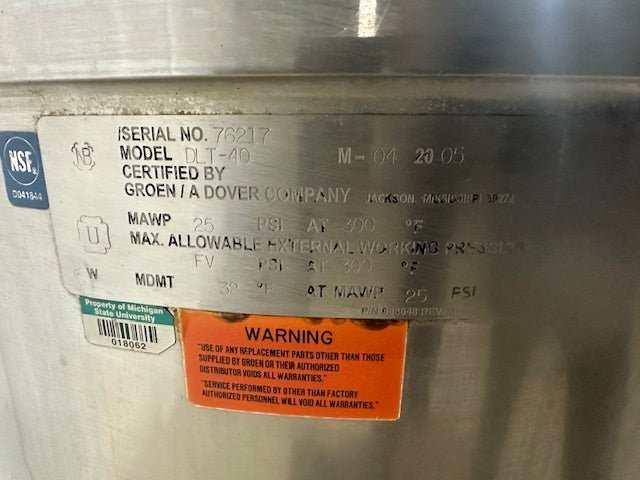 NSF®
D041844
NB
U
W
SERIAL NO. 76217
MODEL DLT-40 M-04 2005
CERTIFIED BY
GROEN / A DOVER COMPANY JACKSON, MISSISSIPPI 39272
MAWP 25 PSI AT 300 °F
MAX. ALLOWABLE EXTERNAL WORKING PRESSURE
FV PSI AT 300 °F
MDMT 32 °F AT MAWP 25 PSI
P/N
Property of Michigan
State University
018062
WARNING
"USE OF ANY REPLACEMENT PARTS OTHER THAN THOSE
SUPPLIED BY GROEN OR THEIR AUTHORIZED
DISTRIBUTOR VOIDS ALL WARRANTIES."
"SERVICE PERFORMED BY OTHER THAN FACTORY
AUTHORIZED PERSONNEL WILL VOID ALL WARRANTIES."